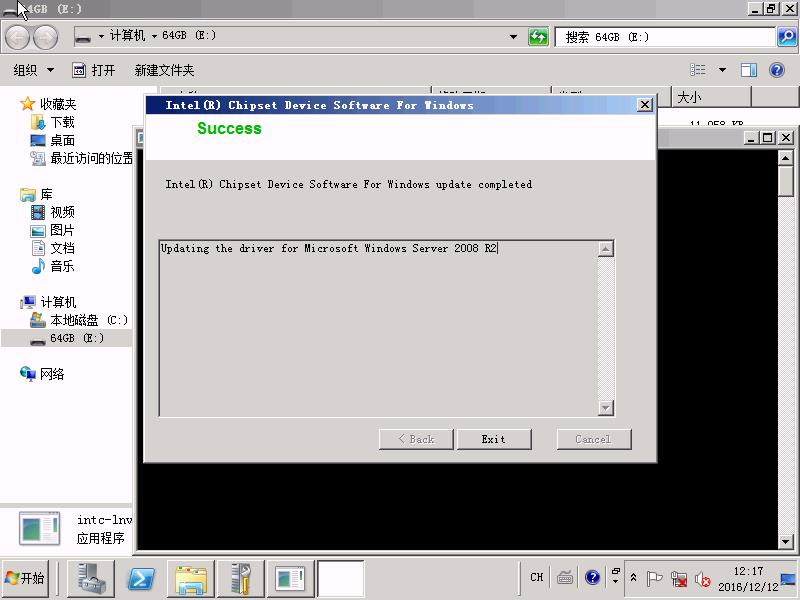 64GB (E:)
计算机
64GB (E:)
搜索 64GB (E:)
组织
打开
新建文件夹
收藏夹
下载
桌面
最近访问的位置
库
视频
图片
文档
音乐
计算机
本地磁盘 (C:)
64GB (E:)
网络
大小
11,058 KB
Intel(R) Chipset Device Software For Windows
Success
Intel(R) Chipset Device Software For Windows update completed
Updating the driver for Microsoft Windows Server 2008 R2
< Back
Exit
Cancel
intc-lnv
应用程序
开始
CH
12:17
2016/12/12